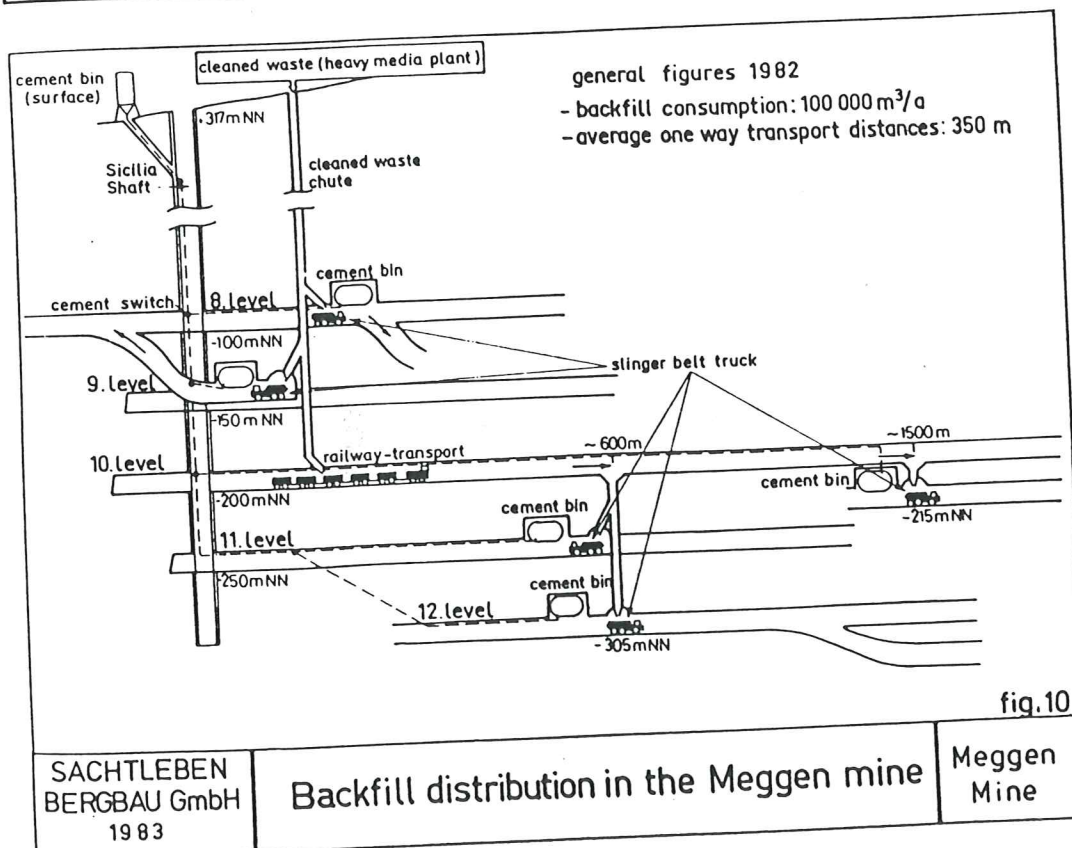 cement bin
(surface)
cleaned waste (heavy media plant)
general figures 1982
- backfill consumption: 100 000 m³/a
- average one way transport distances: 350 m
+317m NN
Sicilia
Shaft
cleaned waste
chute
cement bin
cement switch
8. level
-100mNN
slinger belt truck
9. level
-150mNN
~600m
~1500m
railway-transport
10. level
cement bin
-200mNN
-215mNN
cement bin
11. level
-250mNN
cement bin
12. level
-305mNN
fig.10
SACHTLEBEN
BERGBAU GmbH
1983
Backfill distribution in the Meggen mine
Meggen
Mine